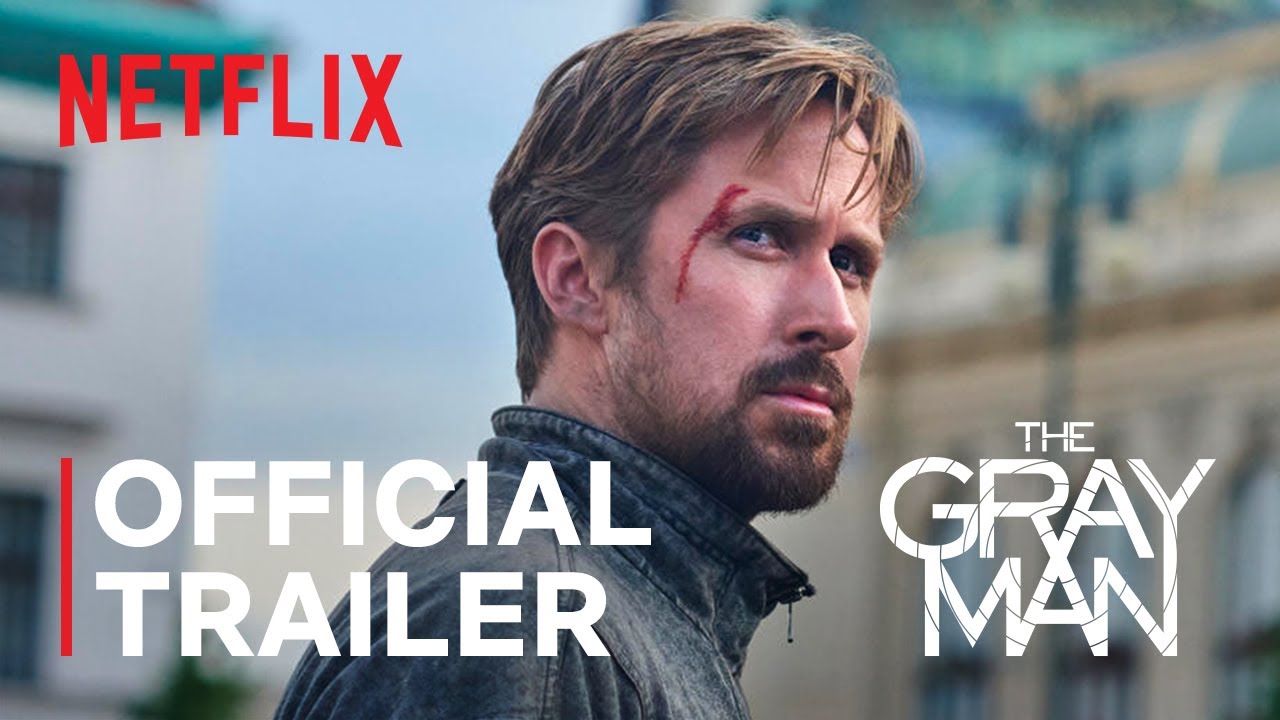 NETFLIX
OFFICIAL
TRAILER
THE
GRAY
MAN